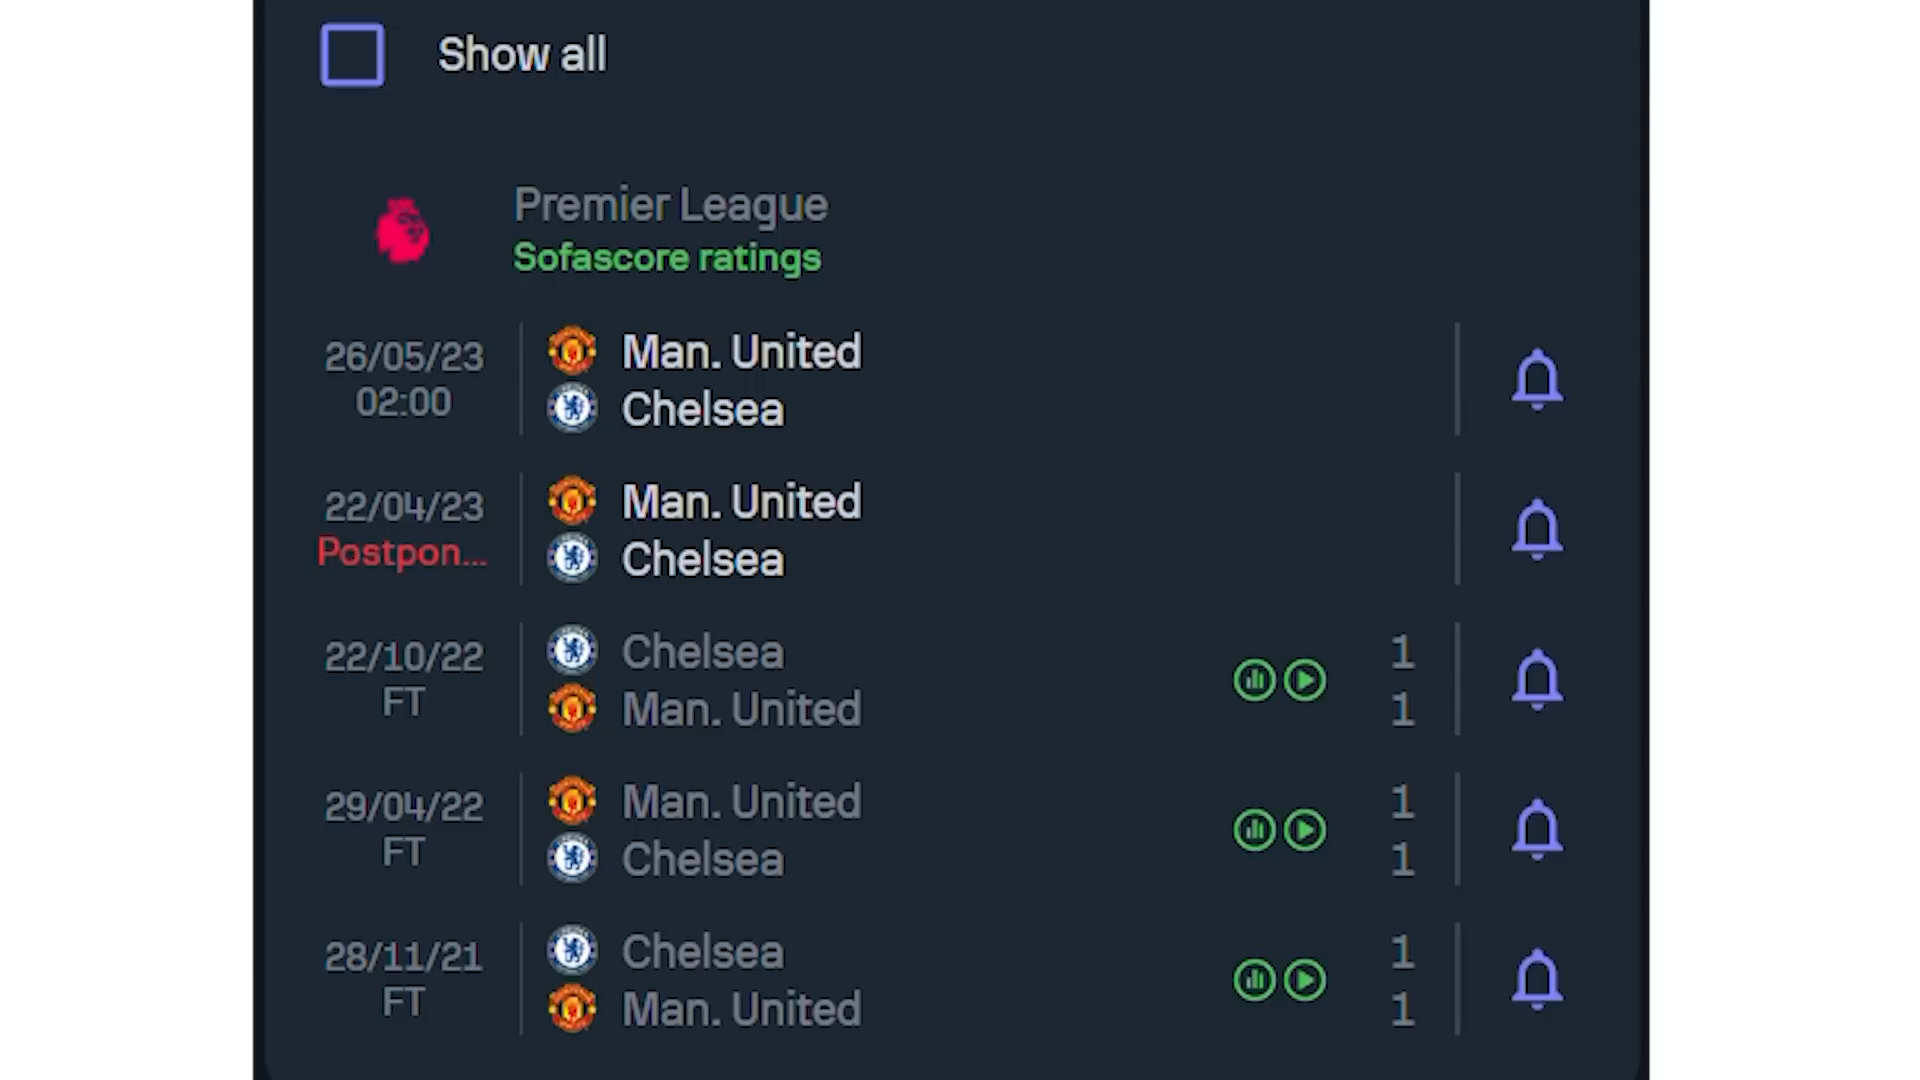 Show all
Premier League
Sofascore ratings
26/05/23 Man. United
02:00 Chelsea
22/04/23 Man. United
Postpon... Chelsea
22/10/22 Chelsea 1
FT Man. United 1
29/04/22 Man. United 1
FT Chelsea 1
28/11/21 Chelsea 1
FT Man. United 1